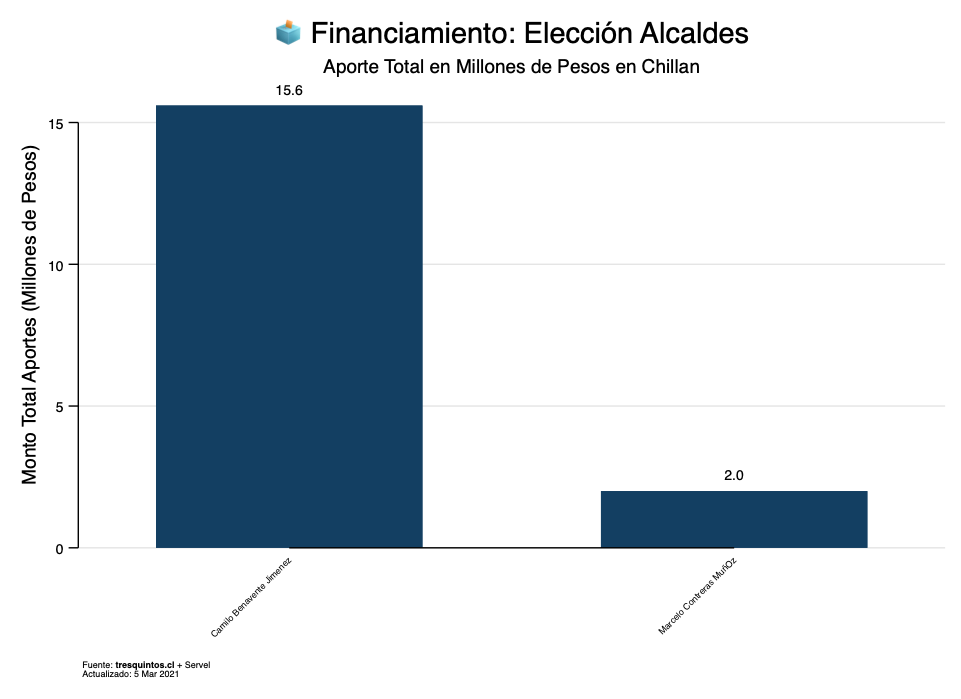 Financiamiento: Elección Alcaldes
Aporte Total en Millones de Pesos en Chillan
15.6
15
10
5
0
Monto Total Aportes (Millones de Pesos)
2.0
Camilo Benavente Jimenez
Marcelo Contreras MuñOz
Fuente: tresquintos.cl + Servel
Actualizado: 5 Mar 2021